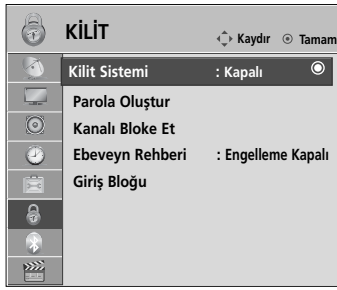 KİLİT
Kaydır Tamam
Kilit Sistemi : Kapalı
Parola Oluştur
Kanalı Bloke Et
Ebeveyn Rehberi : Engelleme Kapalı
Giriş Bloğu